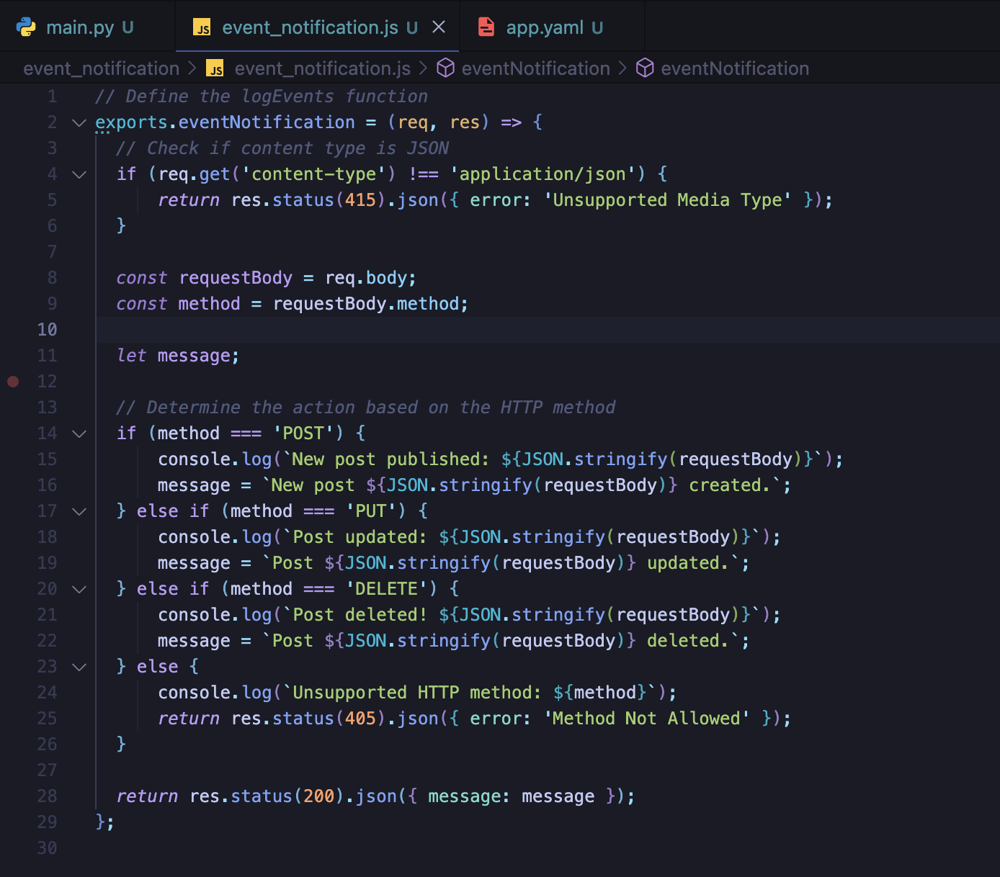 main.py U
JS event_notification.js U
app.yaml U
event_notification > JS event_notification.js > eventNotification > eventNotification
1 // Define the logEvents function
2 exports.eventNotification = (req, res) => {
3 // Check if content type is JSON
4 if (req.get('content-type') !== 'application/json') {
5 return res.status(415).json({ error: 'Unsupported Media Type' });
6 }
7
8 const requestBody = req.body;
9 const method = requestBody.method;
10
11 let message;
12
13 // Determine the action based on the HTTP method
14 if (method === 'POST') {
15 console.log(`New post published: ${JSON.stringify(requestBody)}`);
16 message = `New post ${JSON.stringify(requestBody)} created.`;
17 } else if (method === 'PUT') {
18 console.log(`Post updated: ${JSON.stringify(requestBody)}`);
19 message = `Post ${JSON.stringify(requestBody)} updated.`;
20 } else if (method === 'DELETE') {
21 console.log(`Post deleted! ${JSON.stringify(requestBody)}`);
22 message = `Post ${JSON.stringify(requestBody)} deleted.`;
23 } else {
24 console.log(`Unsupported HTTP method: ${method}`);
25 return res.status(405).json({ error: 'Method Not Allowed' });
26 }
27
28 return res.status(200).json({ message: message });
29 };
30